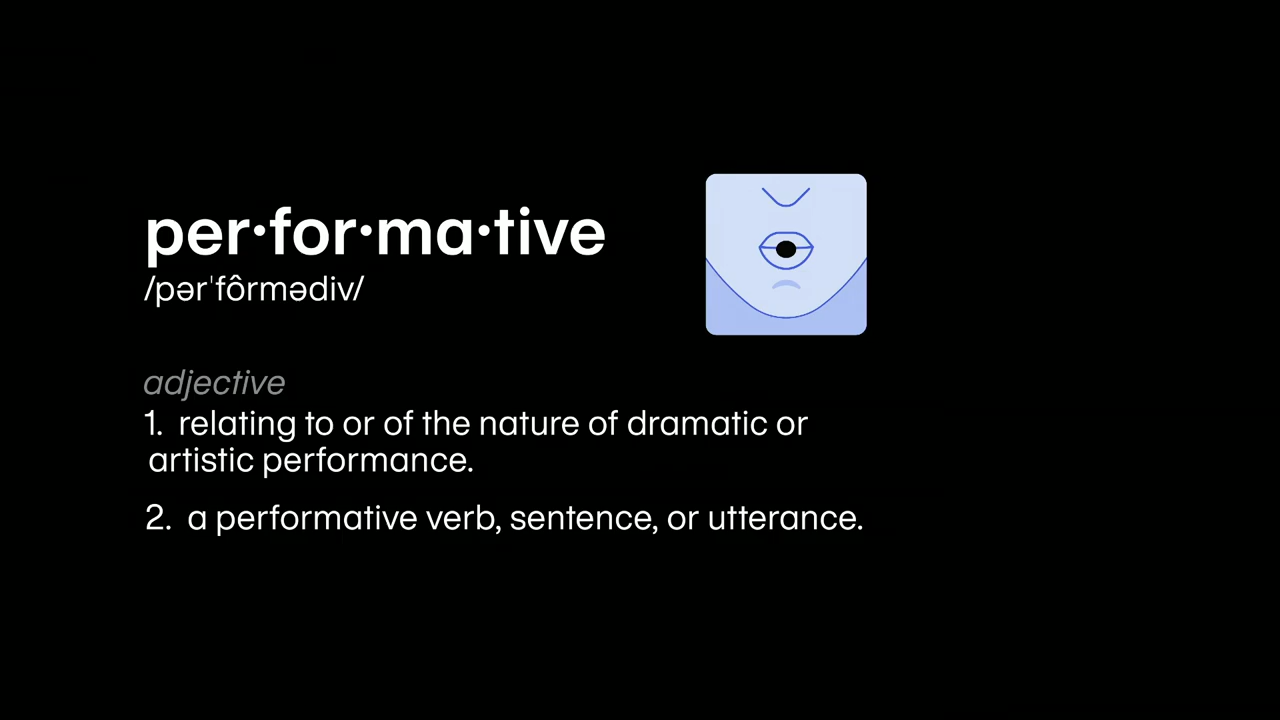 per·for·ma·tive
/pərˈfôrmədiv/
adjective
1. relating to or of the nature of dramatic or
artistic performance.
2. a performative verb, sentence, or utterance.